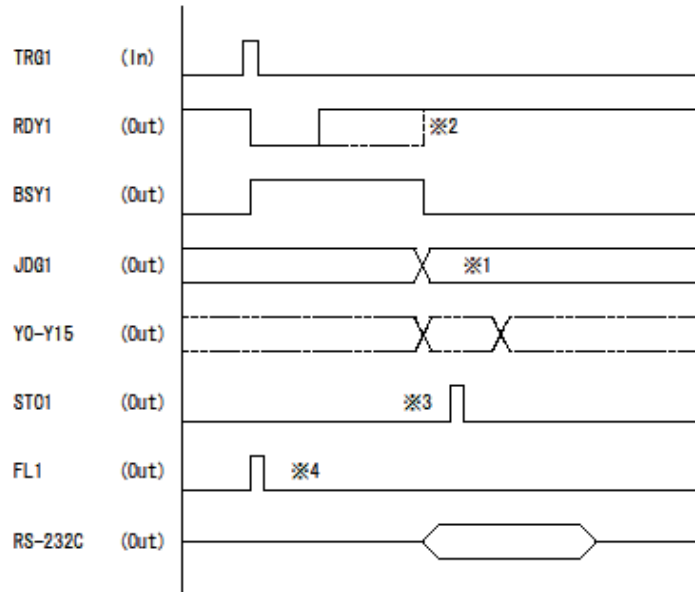 TRG1 (In)
RDY1 (Out) ※2
BSY1 (Out)
JDG1 (Out) ※1
Y0-Y15 (Out)
STO1 (Out) ※3
FL1 (Out) ※4
RS-232C (Out)